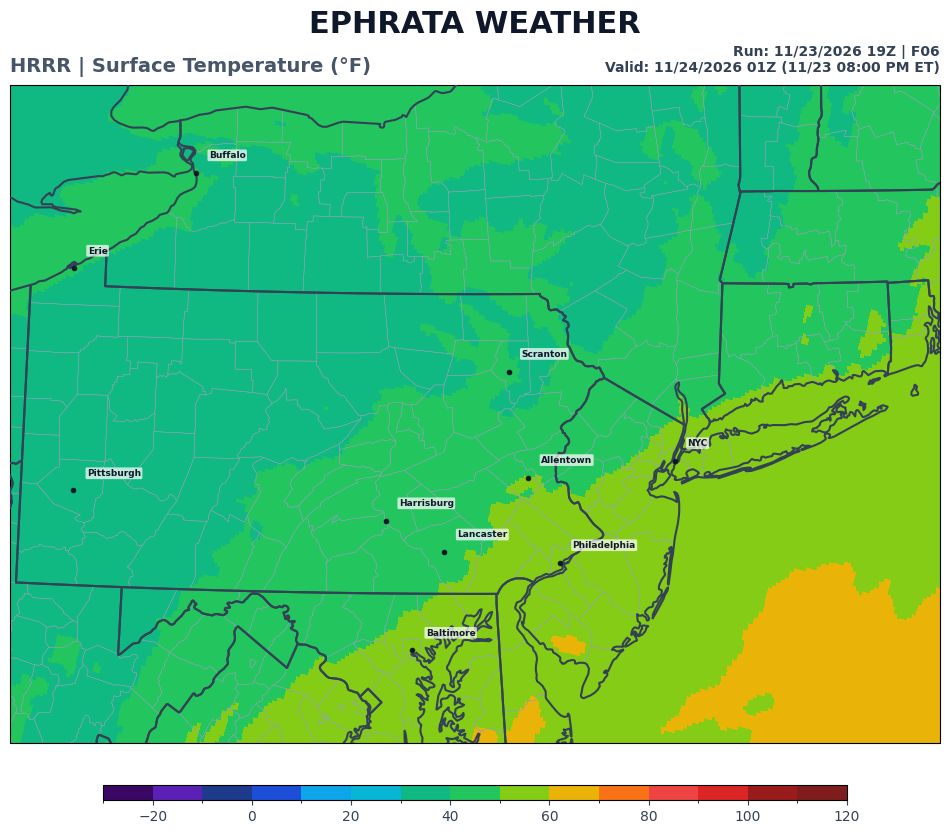 EPHRATA WEATHER
HRRR | Surface Temperature (°F)
Run: 11/23/2026 19Z | F06
Valid: 11/24/2026 01Z (11/23 08:00 PM ET)
Buffalo
Erie
Scranton
NYC
Allentown
Pittsburgh
Harrisburg
Lancaster
Philadelphia
Baltimore
−20 0 20 40 60 80 100 120